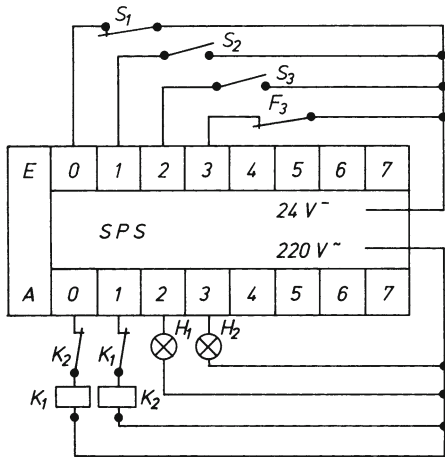 S1
S2
S3
F3
E 0 1 2 3 4 5 6 7
24 V-
SPS
220 V~
A 0 1 2 3 4 5 6 7
K2 K1 H1 H2
K1 K2